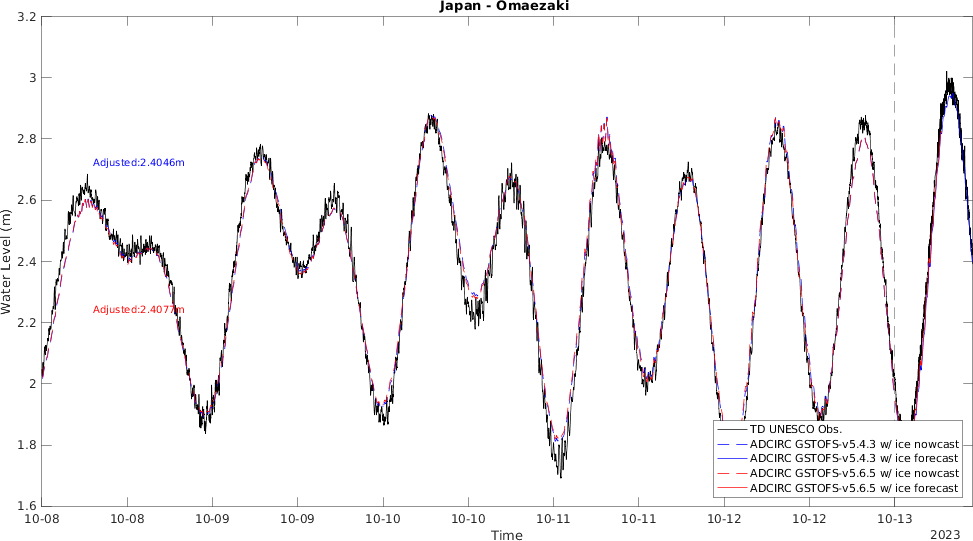 Japan - Omaezaki
3.2
3
2.8
2.6
2.4
2.2
2
1.8
1.6
Water Level (m)
Adjusted:2.4046m
Adjusted:2.4077m
TD UNESCO Obs.
ADCIRC GSTOFS-v5.4.3 w/ ice nowcast
ADCIRC GSTOFS-v5.4.3 w/ ice forecast
ADCIRC GSTOFS-v5.6.5 w/ ice nowcast
ADCIRC GSTOFS-v5.6.5 w/ ice forecast
10-08 10-08 10-09 10-09 10-10 10-10 10-11 10-11 10-12 10-12 10-13
Time
2023